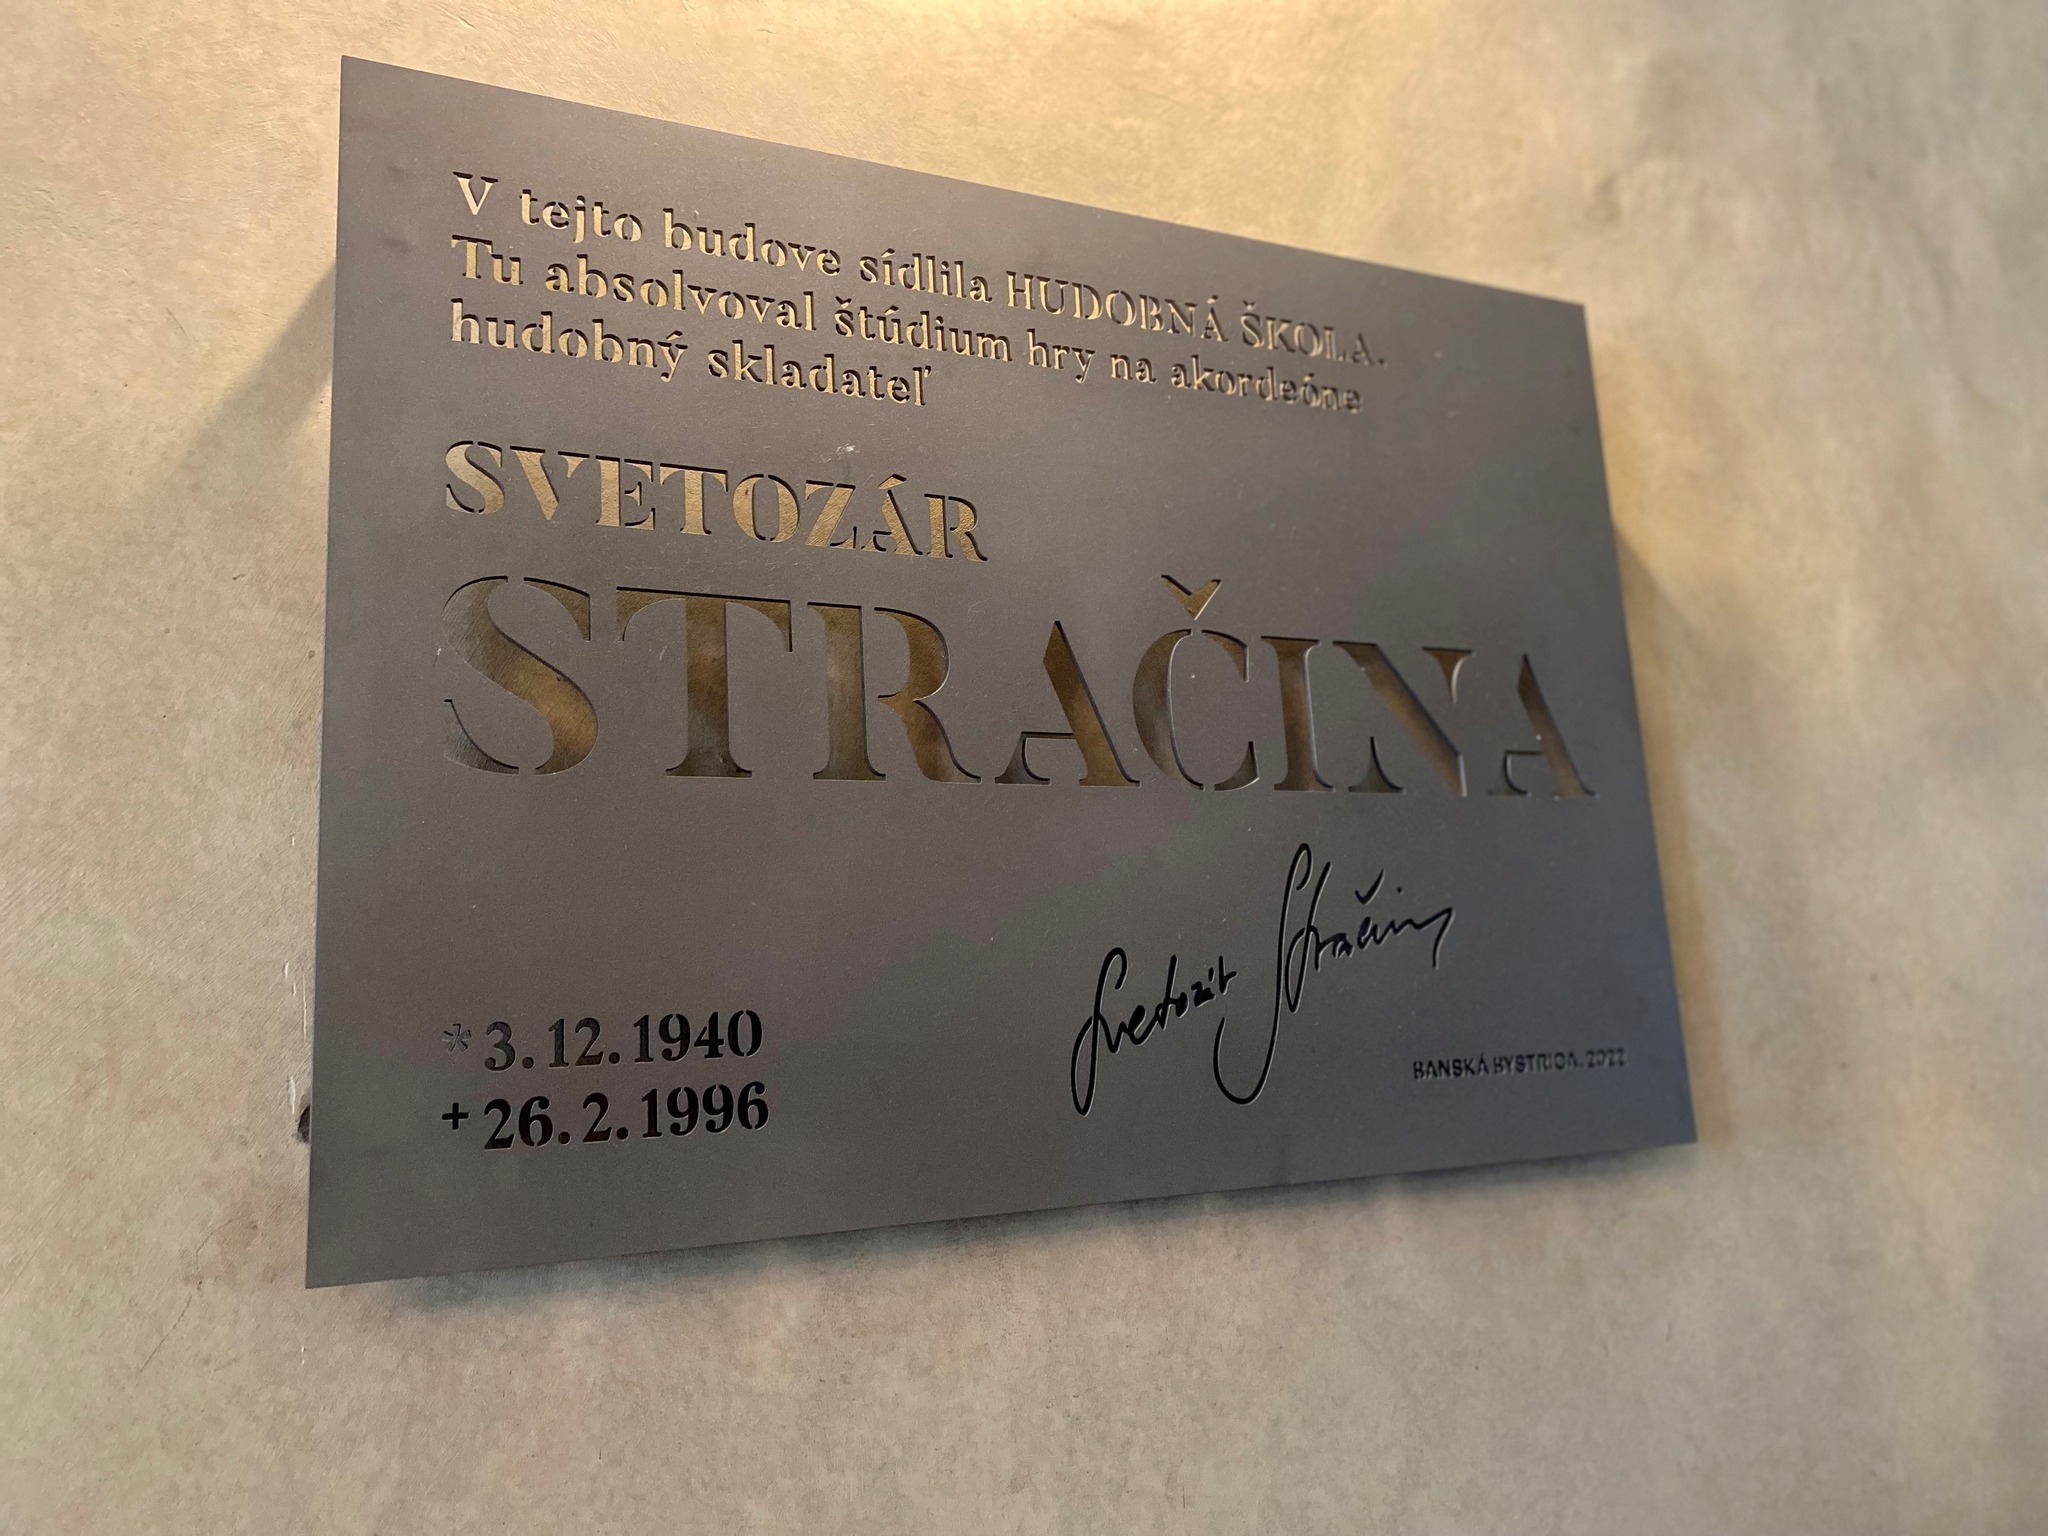 V tejto budove sídlila HUDOBNÁ ŠKOLA.
Tu absolvoval štúdium hry na akordeóne
hudobný skladateľ
SVETOZÁR
STRAČINA
* 3.12.1940
+ 26.2.1996
Svetozár Stračina
BANSKÁ BYSTRICA, 2022